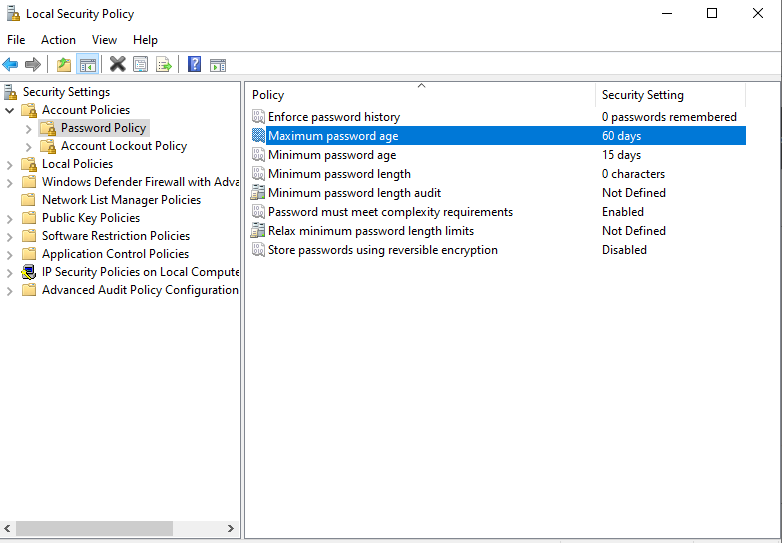 Local Security Policy
File Action View Help
Security Settings
Account Policies
Password Policy
Account Lockout Policy
Local Policies
Windows Defender Firewall with Adva
Network List Manager Policies
Public Key Policies
Software Restriction Policies
Application Control Policies
IP Security Policies on Local Compute
Advanced Audit Policy Configuration
Policy Security Setting
Enforce password history 0 passwords remembered
Maximum password age 60 days
Minimum password age 15 days
Minimum password length 0 characters
Minimum password length audit Not Defined
Password must meet complexity requirements Enabled
Relax minimum password length limits Not Defined
Store passwords using reversible encryption Disabled